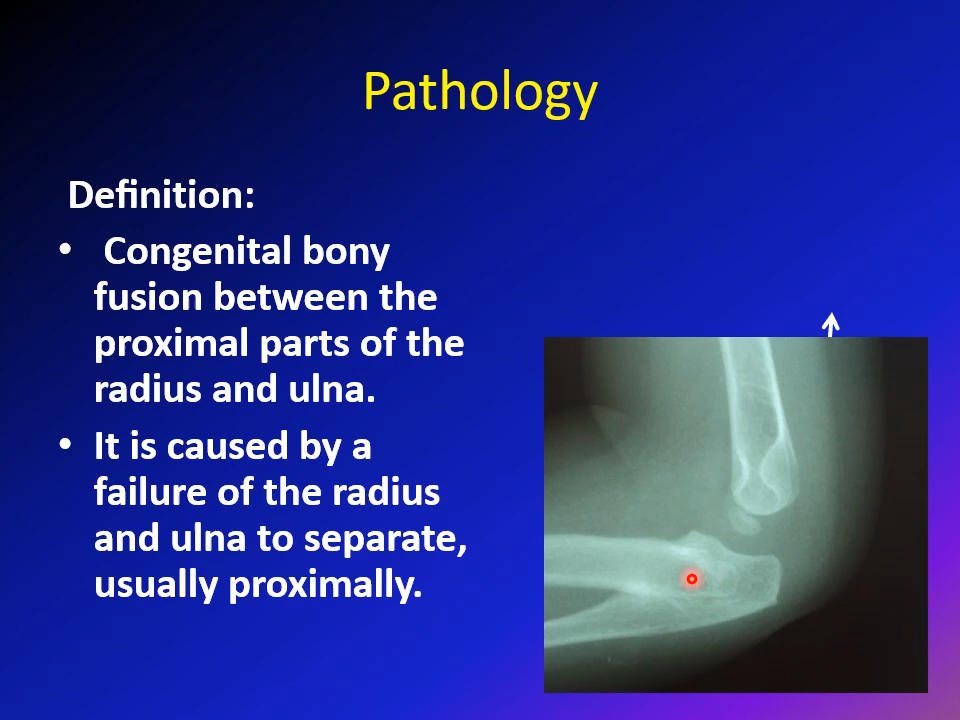 Pathology
Definition:
• Congenital bony
fusion between the
proximal parts of the
radius and ulna.
• It is caused by a
failure of the radius
and ulna to separate,
usually proximally.